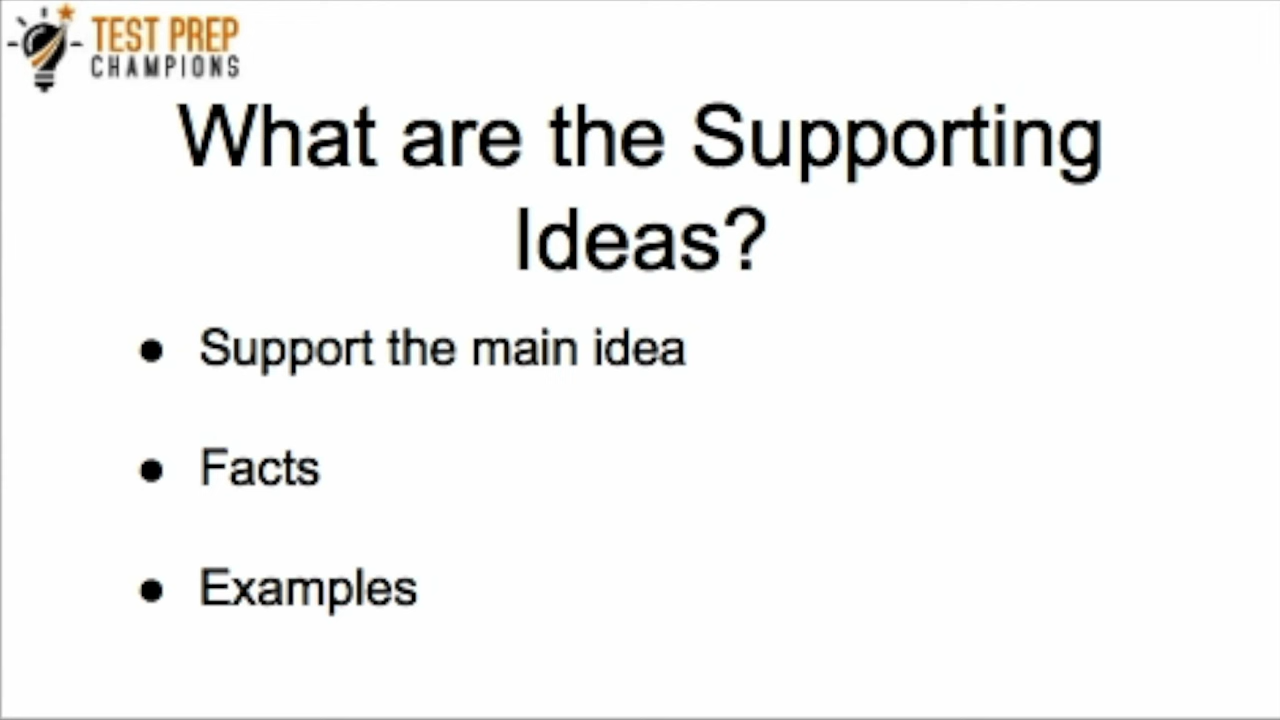 TEST PREP
CHAMPIONS
What are the Supporting
Ideas?
● Support the main idea
● Facts
● Examples